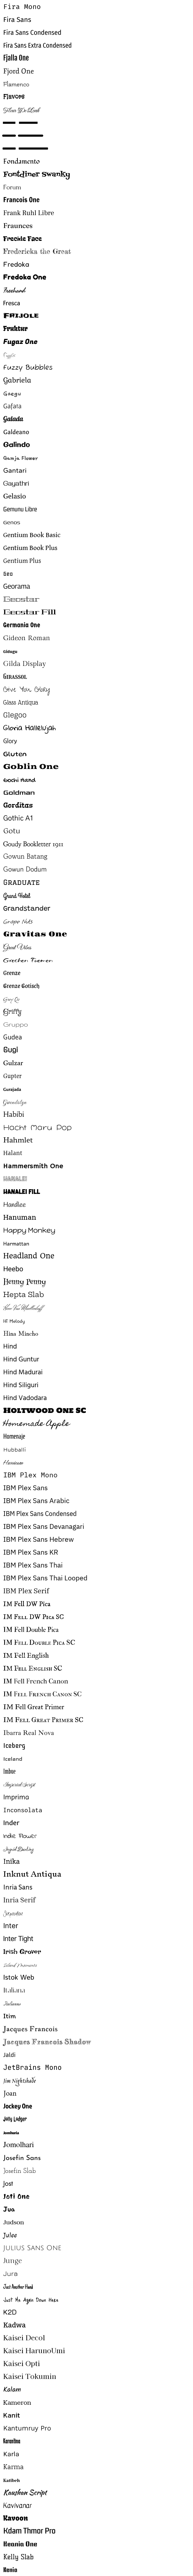 Fira Mono
Fira Sans
Fira Sans Condensed
Fira Sans Extra Condensed
Fjalla One
Fjord One
Flamenco
Flavors
Fondamento
Fontdiner Swanky
Forum
Francois One
Frank Ruhl Libre
Fraunces
Freckle Face
Fredericka the Great
Fredoka
Fredoka One
Freehand
Fresca
Frijole
Fruktur
Fugaz One
Fuggles
Fuzzy Bubbles
Gabriela
Gaegu
Gafata
Galada
Galdeano
Galindo
Gamja Flower
Gantari
Gayathri
Gelasio
Gemunu Libre
Genos
Gentium Book Basic
Gentium Book Plus
Gentium Plus
Geo
Georama
Geostar
Geostar Fill
Germania One
Gidugu
Gideon Roman
Gilda Display
Girassol
Give You Glory
Glass Antiqua
Glegoo
Gloria Hallelujah
Glory
Gluten
Goblin One
Gochi Hand
Goldman
Gorditas
Gothic A1
Gotu
Goudy Bookletter 1911
Gowun Batang
Gowun Dodum
Graduate
Grand Hotel
Grandstander
Grape Nuts
Gravitas One
Great Vibes
Grechen Fuemen
Grenze
Grenze Gotisch
Grey Qo
Griffy
Gruppo
Gudea
Gugi
Gulzar
Gupter
Gurajada
Gwendolyn
Habibi
Hachi Maru Pop
Hahmlet
Halant
Hammersmith One
Hanalei
Hanalei Fill
Handlee
Hanuman
Happy Monkey
Harmattan
Headland One
Heebo
Henny Penny
Hepta Slab
Herr Von Muellerhoff
Hi Melody
Hina Mincho
Hind
Hind Guntur
Hind Madurai
Hind Siliguri
Hind Vadodara
Holtwood One SC
Homemade Apple
Homenaje
Hubballi
Hurricane
IBM Plex Mono
IBM Plex Sans
IBM Plex Sans Arabic
IBM Plex Sans Condensed
IBM Plex Sans Devanagari
IBM Plex Sans Hebrew
IBM Plex Sans KR
IBM Plex Sans Thai
IBM Plex Sans Thai Looped
IBM Plex Serif
IM Fell DW Pica
IM Fell DW Pica SC
IM Fell Double Pica
IM Fell Double Pica SC
IM Fell English
IM Fell English SC
IM Fell French Canon
IM Fell French Canon SC
IM Fell Great Primer
IM Fell Great Primer SC
Ibarra Real Nova
Iceberg
Iceland
Imbue
Imperial Script
Imprima
Inconsolata
Inder
Indie Flower
Ingrid Darling
Inika
Inknut Antiqua
Inria Sans
Inria Serif
Inspiration
Inter
Inter Tight
Irish Grover
Island Moments
Istok Web
Italiana
Italianno
Itim
Jacques Francois
Jacques Francois Shadow
Jaldi
JetBrains Mono
Jim Nightshade
Joan
Jockey One
Jolly Lodger
Jomhuria
Jomolhari
Josefin Sans
Josefin Slab
Jost
Joti One
Jua
Judson
Julee
Julius Sans One
Junge
Jura
Just Another Hand
Just Me Again Down Here
K2D
Kadwa
Kaisei Decol
Kaisei HarunoUmi
Kaisei Opti
Kaisei Tokumin
Kalam
Kameron
Kanit
Kantumruy Pro
Karantina
Karla
Karma
Katibeh
Kaushan Script
Kavivanar
Kavoon
Kdam Thmor Pro
Keania One
Kelly Slab
Kenia